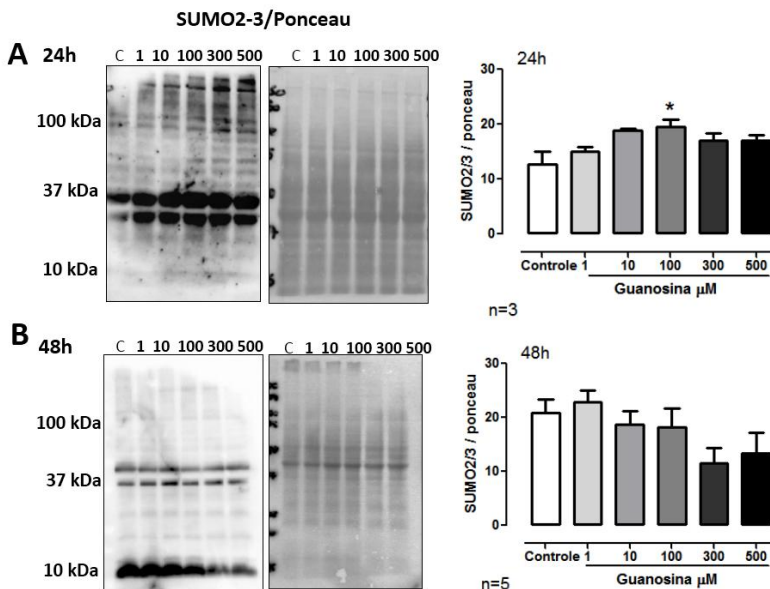 SUMO2-3/Ponceau
A 24h C 1 10 100 300 500 C 1 10 100 300 500
100 kDa
37 kDa
10 kDa
24h
30
20
10
0
SUMO2/3 / ponceau
*
Controle 1 10 100 300 500
Guanosina μM
n=3
B 48h C 1 10 100 300 500 C 1 10 100 300 500
100 kDa
37 kDa
10 kDa
48h
30
20
10
0
SUMO2/3 / ponceau
Controle 1 10 100 300 500
Guanosina μM
n=5